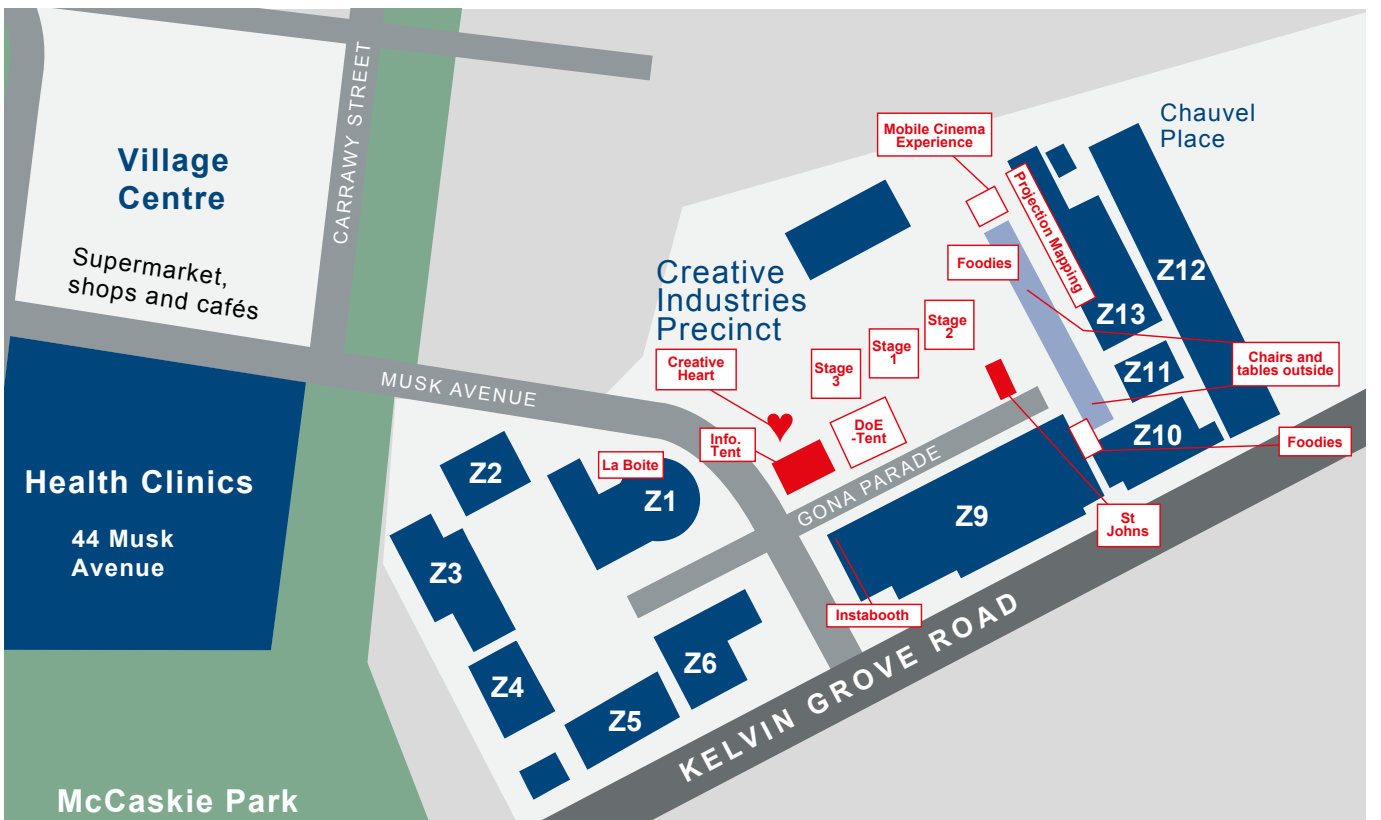 CARRAWY STREET
Village
Centre
Supermarket,
shops and cafés
Chauvel
Place
Mobile Cinema
Experience
Projection Mapping
Foodies
Z12
Z13
Creative
Industries
Precinct
Stage
2
Stage
1
Stage
3
Creative
Heart
Chairs and
tables outside
Z11
MUSK AVENUE
Info.
Tent
DoE
-Tent
Z10
Foodies
La Boite
Z2
Z1
GONA PARADE
Z9
St
Johns
Health Clinics
44 Musk
Avenue
Z3
Instabooth
Z4
Z6
Z5
KELVIN GROVE ROAD
McCaskie Park